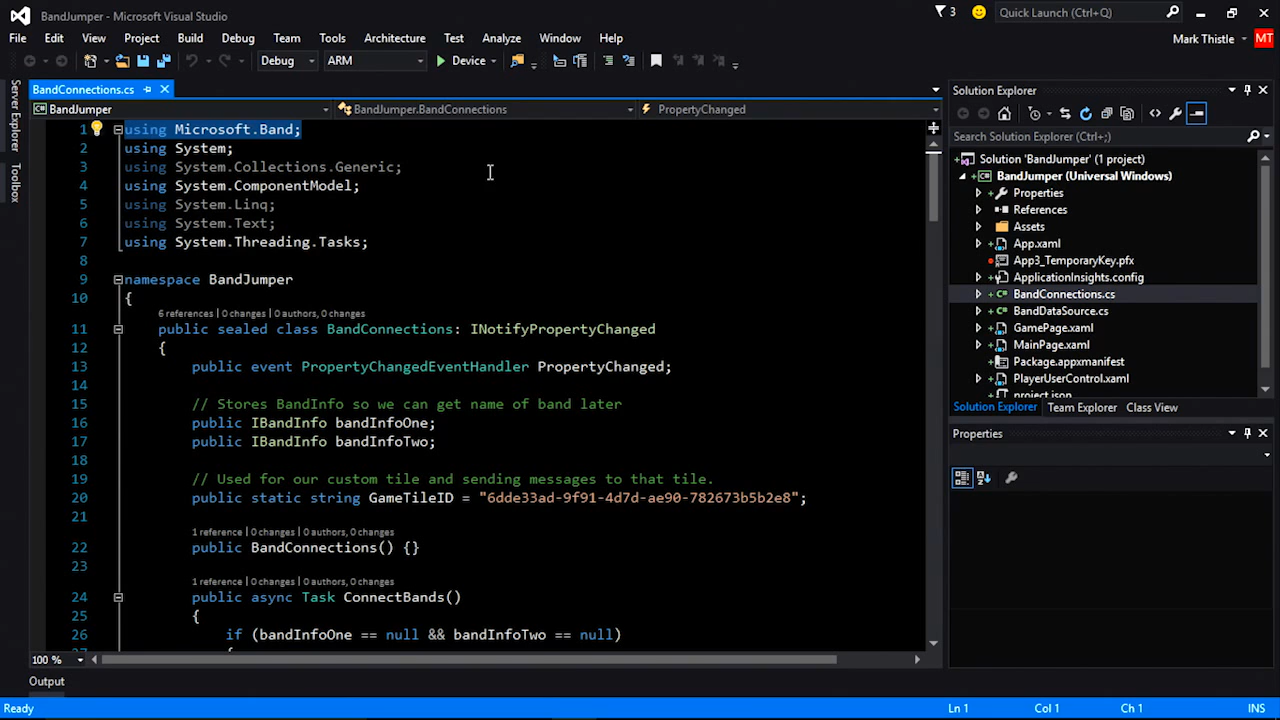 BandJumper - Microsoft Visual Studio
3
Quick Launch (Ctrl+Q)
File Edit View Project Build Debug Team Tools Architecture Test Analyze Window Help
Mark Thistle
MT
Debug ARM Device
Server Explorer
Toolbox
BandConnections.cs
BandJumper BandJumper.BandConnections PropertyChanged
1 using Microsoft.Band;
2 using System;
3 using System.Collections.Generic;
4 using System.ComponentModel;
5 using System.Linq;
6 using System.Text;
7 using System.Threading.Tasks;
8
9 namespace BandJumper
10 {
6 references | 0 changes | 0 authors, 0 changes
11 public sealed class BandConnections: INotifyPropertyChanged
12 {
13 public event PropertyChangedEventHandler PropertyChanged;
14
15 // Stores BandInfo so we can get name of band later
16 public IBandInfo bandInfoOne;
17 public IBandInfo bandInfoTwo;
18
19 // Used for our custom tile and sending messages to that tile.
20 public static string GameTileID = "6dde33ad-9f91-4d7d-ae90-782673b5b2e8";
21
1 reference | 0 changes | 0 authors, 0 changes
22 public BandConnections() {}
23
1 reference | 0 changes | 0 authors, 0 changes
24 public async Task ConnectBands()
25 {
26 if (bandInfoOne == null && bandInfoTwo == null)
{
100 %
Solution Explorer
Search Solution Explorer (Ctrl+;)
Solution 'BandJumper' (1 project)
BandJumper (Universal Windows)
Properties
References
Assets
App.xaml
App3_TemporaryKey.pfx
ApplicationInsights.config
BandConnections.cs
BandDataSource.cs
GamePage.xaml
MainPage.xaml
Package.appxmanifest
PlayerUserControl.xaml
project.json
Solution Explorer Team Explorer Class View
Properties
Output
Ready Ln 1 Col 1 Ch 1 INS